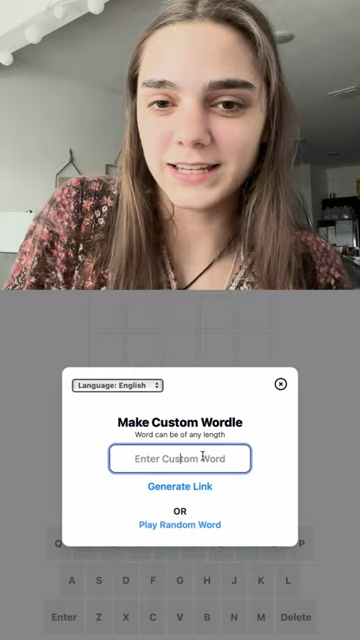 Language: English
Make Custom Wordle
Word can be of any length
Enter Custom Word
Generate Link
OR
Play Random Word
Q P
A S D F G H J K L
Enter Z X C V B N M Delete